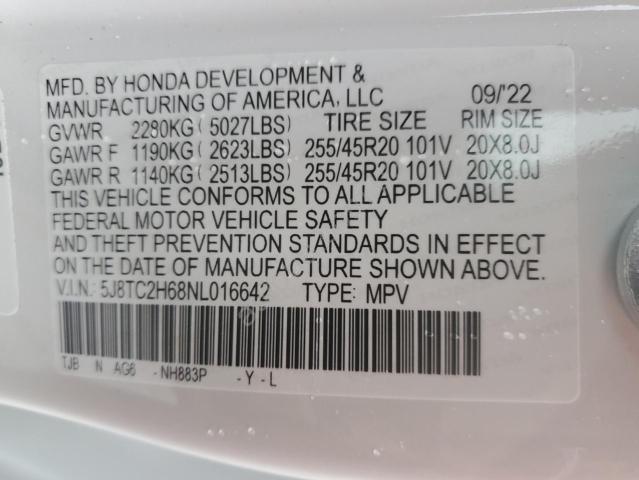 MFD. BY HONDA DEVELOPMENT &
MANUFACTURING OF AMERICA, LLC 09/'22
GVWR 2280KG ( 5027LBS) TIRE SIZE RIM SIZE
GAWR F 1190KG ( 2623LBS) 255/45R20 101V 20X8.0J
GAWR R 1140KG ( 2513LBS) 255/45R20 101V 20X8.0J
THIS VEHICLE CONFORMS TO ALL APPLICABLE
FEDERAL MOTOR VEHICLE SAFETY
AND THEFT PREVENTION STANDARDS IN EFFECT
ON THE DATE OF MANUFACTURE SHOWN ABOVE.
V.I.N.: 5J8TC2H68NL016642 TYPE: MPV
TJB N AG6 -NH883P -Y-L